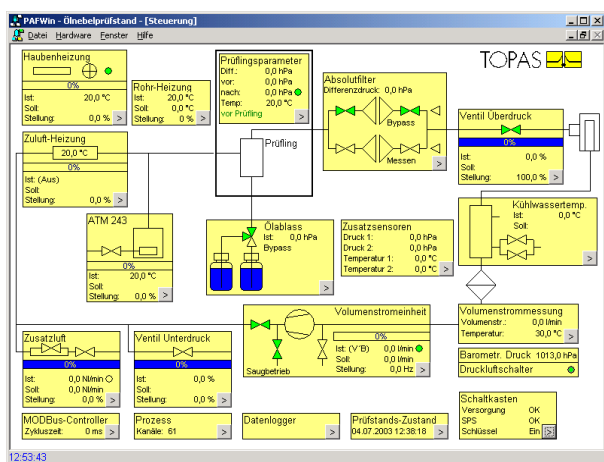 PAFWin - Ölnebelprüfstand - [Steuerung]
Datei Hardware Fenster Hilfe
Haubenheizung
0%
Ist: 20,0 °C
Soll:
Stellung: 0,0 % >
Rohr-Heizung
Ist: 20,0 °C
Soll: 0,0 °C
Stellung: 0 % >
Prüflingsparameter
Diff.: 0,0 hPa
vor: 0,0 hPa
nach: 0,0 hPa
Temp: 20,0 °C
vor Prüfling >
Prüfling
Absolutfilter
Differenzdruck: 0,0 hPa
Bypass
Messen
>
TOPAS
Ventil Überdruck
0%
Ist: 0,0 %
Soll:
Stellung: 100,0 % >
Zuluft-Heizung
20,0 °C
0%
Ist: (Aus)
Soll:
Stellung: 0,0 % >
ATM 243
0%
Ist: 20,0 °C
Soll:
Stellung: 0,0 % >
Ölablass
Ist: 0,0 hPa
Bypass
>
Zusatzsensoren
Druck 1: 0,0 hPa
Druck 2: 0,0 hPa
Temperatur 1: 0,0 °C
Temperatur 2: 0,0 °C >
Kühlwassertemp.
Ist: 0,0 °C
Soll:
>
Zusatzluft
0%
Ist: 0,0 Nl/min
Soll: 0,0 Nl/min
Stellung: 0,0 % >
Ventil Unterdruck
0%
Ist: 0,0 %
Soll:
Stellung: 0,0 % >
Volumenstromeinheit
0%
Ist: (V'B) 0,0 l/min
Soll: 0,0 l/min
Stellung: 0,0 Hz >
Saugbetrieb
Volumenstrommessung
Volumenstr.: 0,0 l/min
Temperatur: 30,0 °C >
Barometr. Druck 1013,0 hPa
Druckluftschalter
MODBus-Controller
Zykluszeit: 0 ms >
Prozess
Kanäle: 61 >
Datenlogger
>
Prüfstands-Zustand
04.07.2003 12:38:18 >
Schaltkasten
Versorgung OK
SPS OK
Schlüssel Ein >
12:53:43